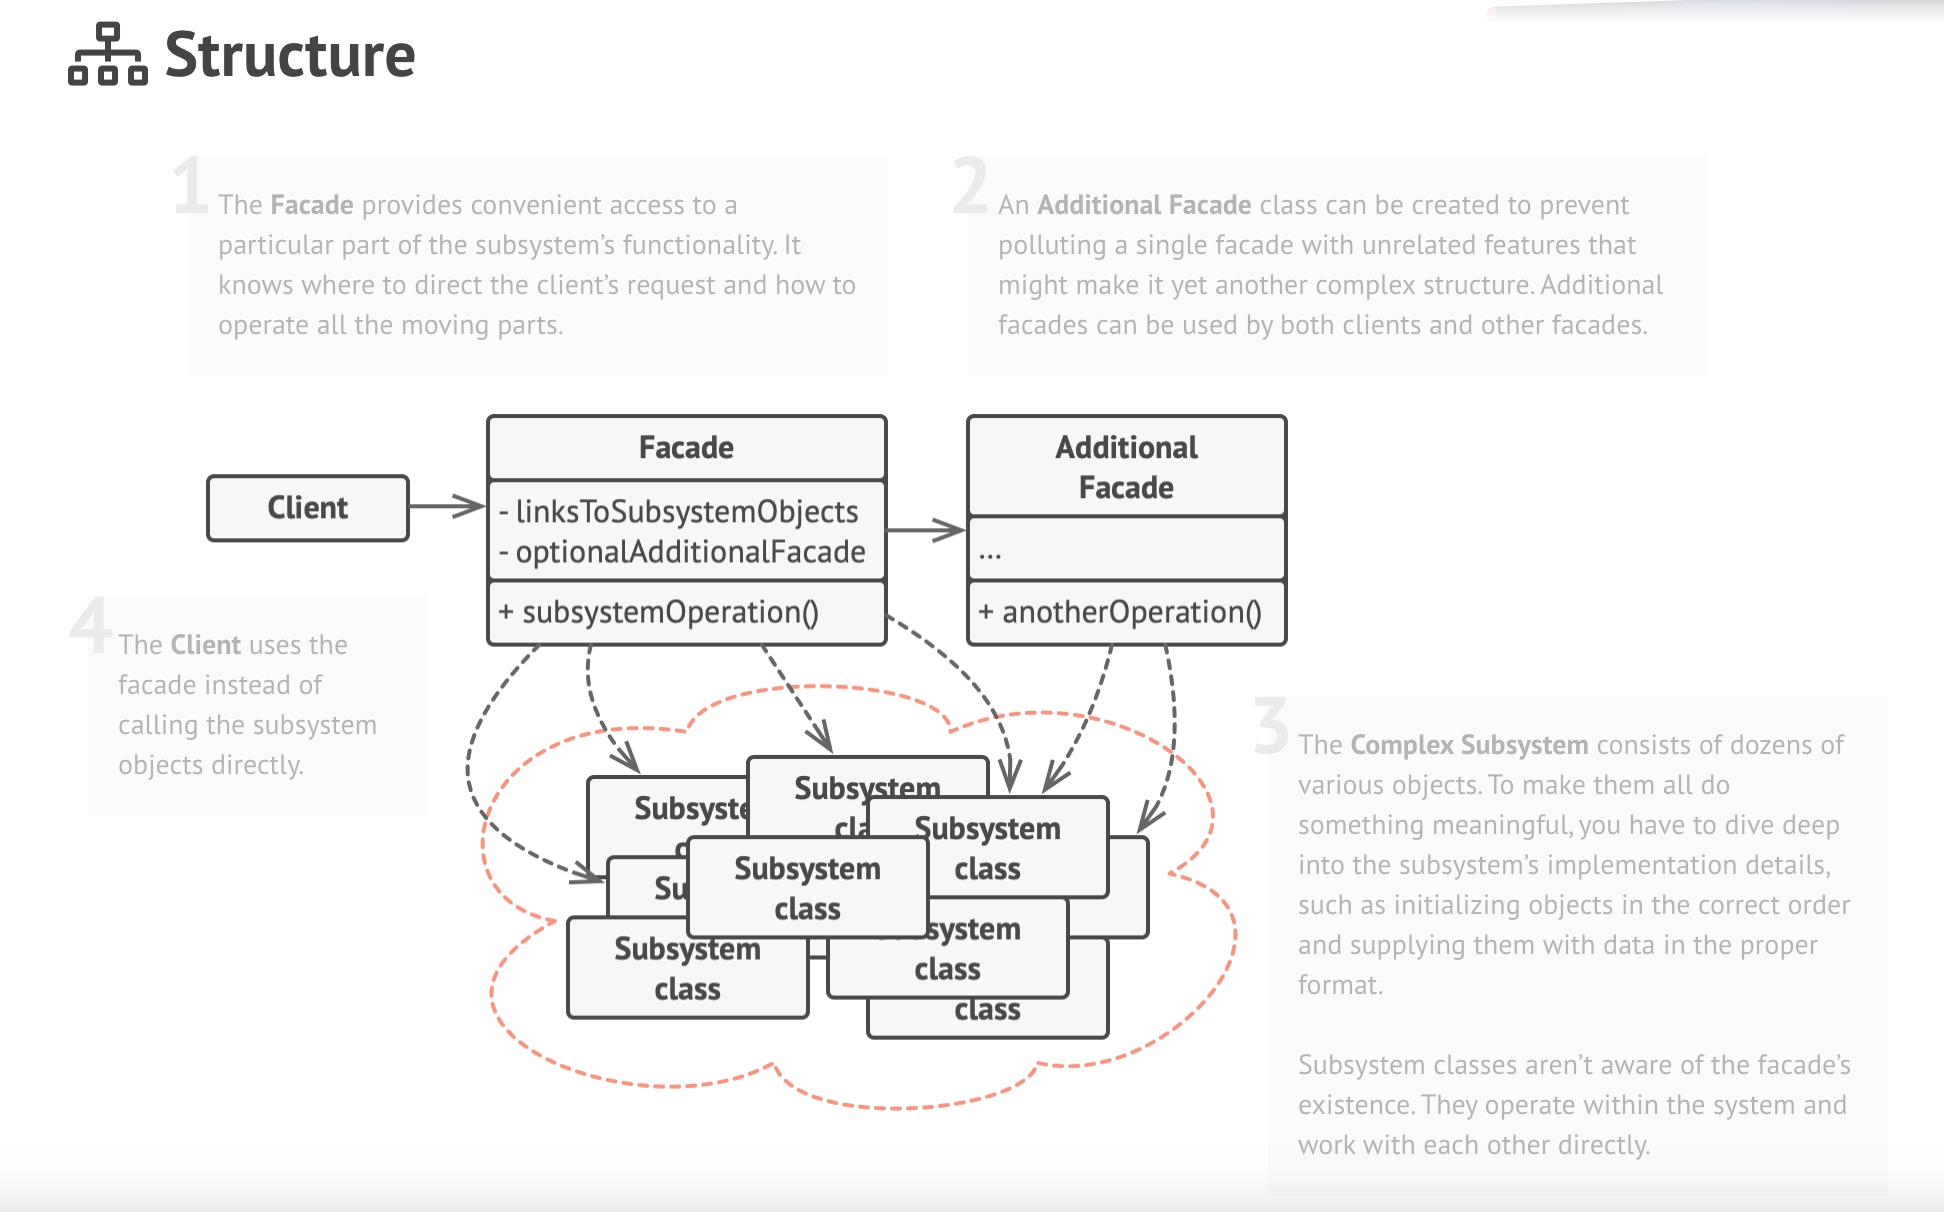 Structure
1
The Facade provides convenient access to a
particular part of the subsystem’s functionality. It
knows where to direct the client’s request and how to
operate all the moving parts.
2
An Additional Facade class can be created to prevent
polluting a single facade with unrelated features that
might make it yet another complex structure. Additional
facades can be used by both clients and other facades.
Client
Facade
- linksToSubsystemObjects
- optionalAdditionalFacade
+ subsystemOperation()
Additional
Facade
...
+ anotherOperation()
4
The Client uses the
facade instead of
calling the subsystem
objects directly.
3
The Complex Subsystem consists of dozens of
various objects. To make them all do
something meaningful, you have to dive deep
into the subsystem’s implementation details,
such as initializing objects in the correct order
and supplying them with data in the proper
format.
Subsystem classes aren’t aware of the facade’s
existence. They operate within the system and
work with each other directly.
Subsystem
Subsystem
class
Subsystem
class
Subsystem
class
class
class